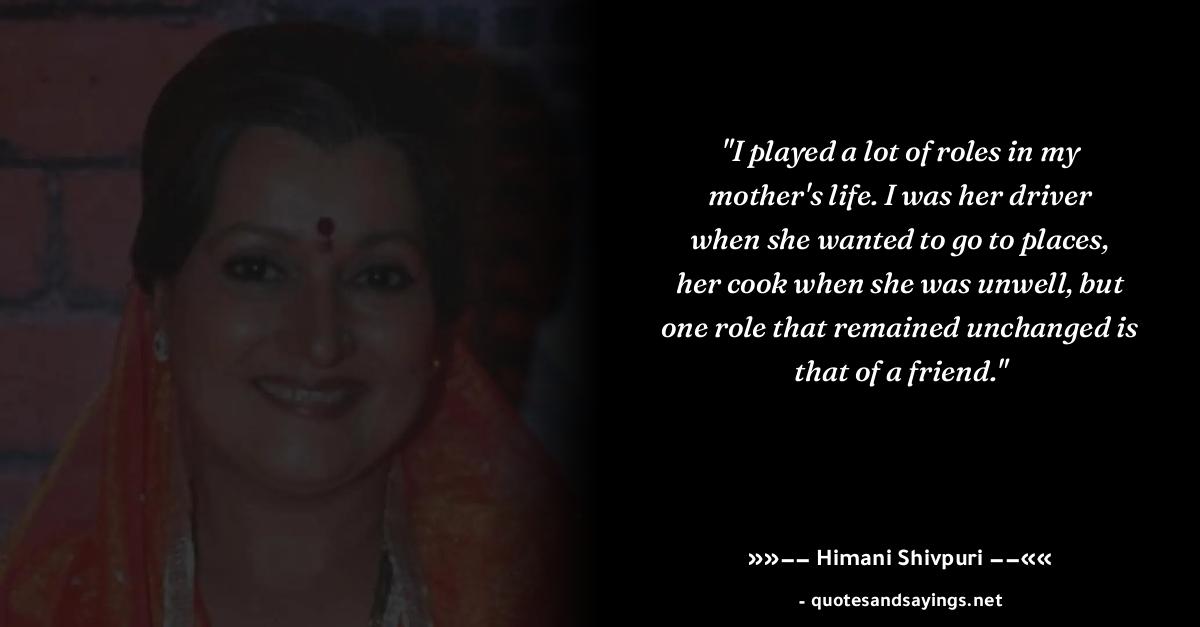 "I played a lot of roles in my
mother's life. I was her driver
when she wanted to go to places,
her cook when she was unwell, but
one role that remained unchanged is
that of a friend."
»»−− Himani Shivpuri −−««
- quotesandsayings.net